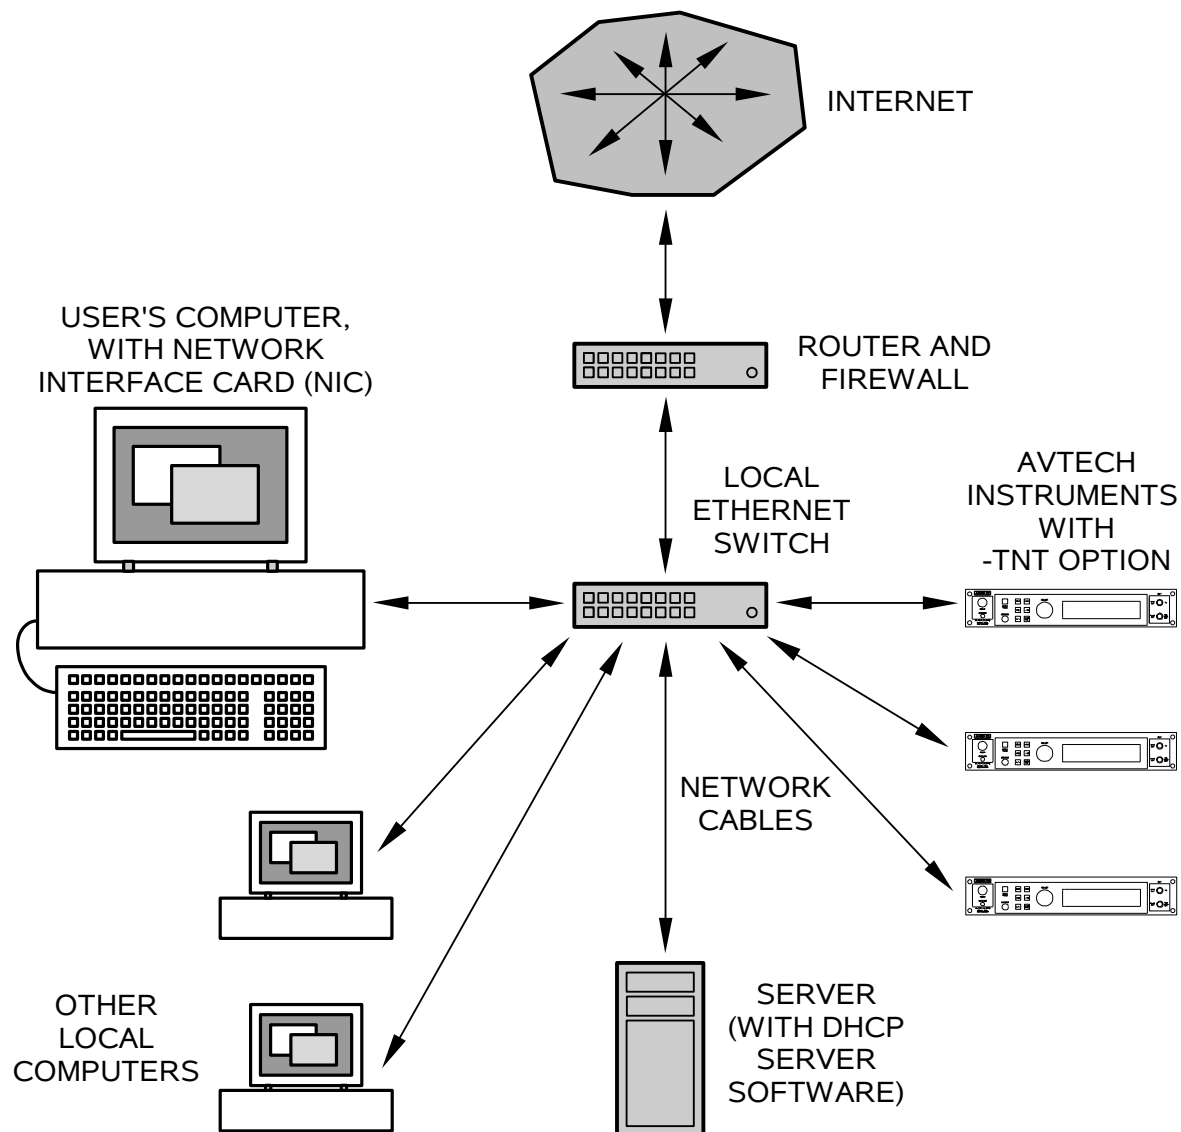 INTERNET
USER'S COMPUTER,
WITH NETWORK
INTERFACE CARD (NIC)
ROUTER AND
FIREWALL
LOCAL
ETHERNET
SWITCH
AVTECH
INSTRUMENTS
WITH
-TNT OPTION
NETWORK
CABLES
OTHER
LOCAL
COMPUTERS
SERVER
(WITH DHCP
SERVER
SOFTWARE)